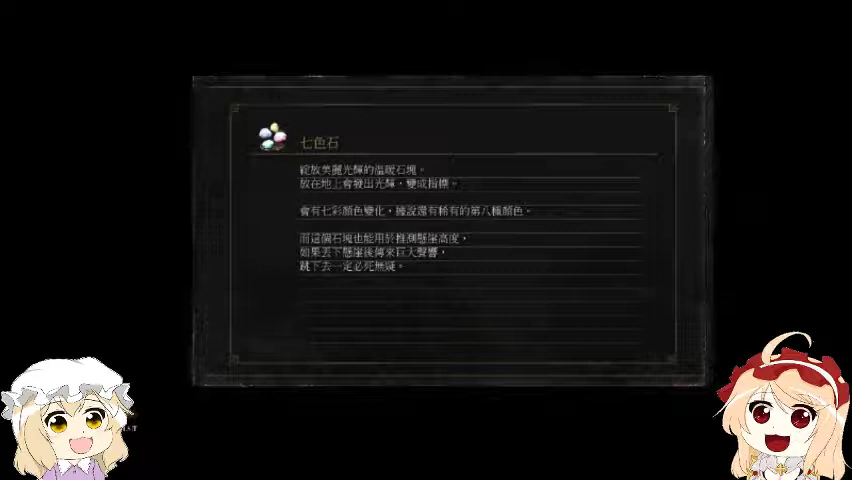 七色石
綻放美麗光輝的溫暖石塊。
放在地上會發出光輝，變成指標。
會有七彩顏色變化，據說還有稀有的第八種顏色。
而這個石塊也能用於推測懸崖高度，
如果丟下懸崖後傳來巨大聲響，
跳下去一定必死無疑。